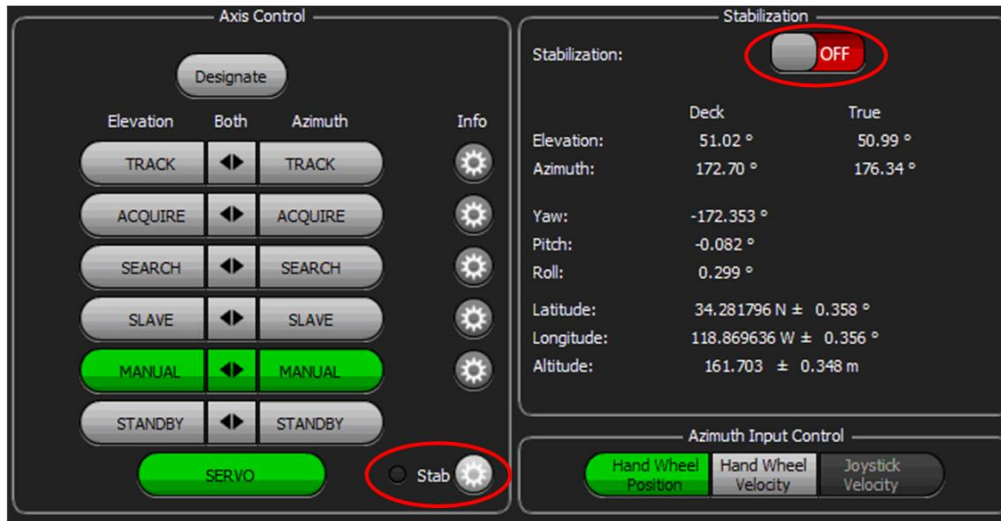 Axis Control
Designate
Elevation Both Azimuth Info
TRACK TRACK
ACQUIRE ACQUIRE
SEARCH SEARCH
SLAVE SLAVE
MANUAL MANUAL
STANDBY STANDBY
SERVO Stab
Stabilization
Stabilization: OFF
Deck True
Elevation: 51.02 ° 50.99 °
Azimuth: 172.70 ° 176.34 °
Yaw: -172.353 °
Pitch: -0.082 °
Roll: 0.299 °
Latitude: 34.281796 N ± 0.358 °
Longitude: 118.869636 W ± 0.356 °
Altitude: 161.703 ± 0.348 m
Azimuth Input Control
Hand Wheel Hand Wheel Joystick
Position Velocity Velocity